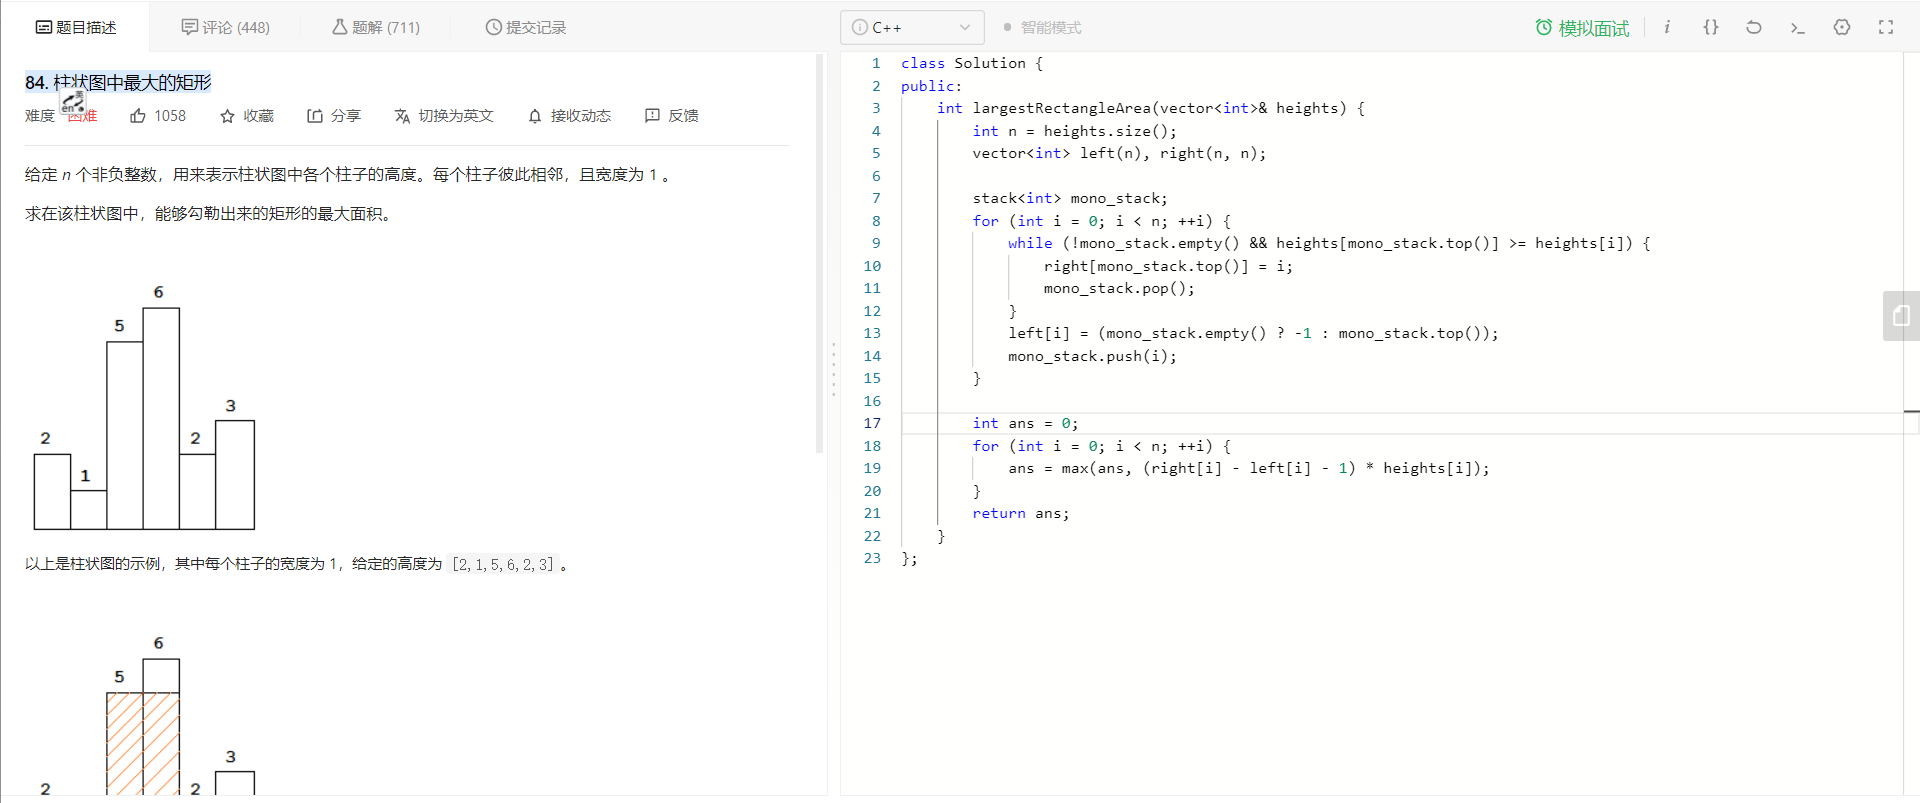 题目描述
评论 (448)
题解 (711)
提交记录
C++
智能模式
模拟面试
84. 柱状图中最大的矩形
难度 困难
1058
收藏
分享
切换为英文
接收动态
反馈
给定 n 个非负整数，用来表示柱状图中各个柱子的高度。每个柱子彼此相邻，且宽度为 1 。
求在该柱状图中，能够勾勒出来的矩形的最大面积。
6
5
3
2
2
1
以上是柱状图的示例，其中每个柱子的宽度为 1，给定的高度为 [2,1,5,6,2,3] 。
6
5
3
2
2
1 class Solution {
2 public:
3 int largestRectangleArea(vector<int>& heights) {
4 int n = heights.size();
5 vector<int> left(n), right(n, n);
6
7 stack<int> mono_stack;
8 for (int i = 0; i < n; ++i) {
9 while (!mono_stack.empty() && heights[mono_stack.top()] >= heights[i]) {
10 right[mono_stack.top()] = i;
11 mono_stack.pop();
12 }
13 left[i] = (mono_stack.empty() ? -1 : mono_stack.top());
14 mono_stack.push(i);
15 }
16
17 int ans = 0;
18 for (int i = 0; i < n; ++i) {
19 ans = max(ans, (right[i] - left[i] - 1) * heights[i]);
20 }
21 return ans;
22 }
23 };